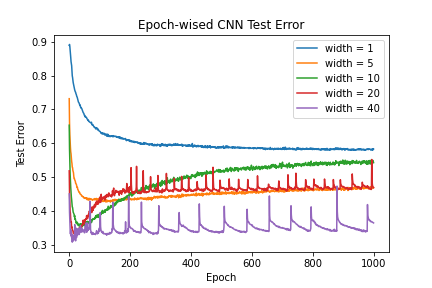 Epoch-wised CNN Test Error
width = 1
width = 5
width = 10
width = 20
width = 40
Test Error
0.9
0.8
0.7
0.6
0.5
0.4
0.3
0
200
400
600
800
1000
Epoch